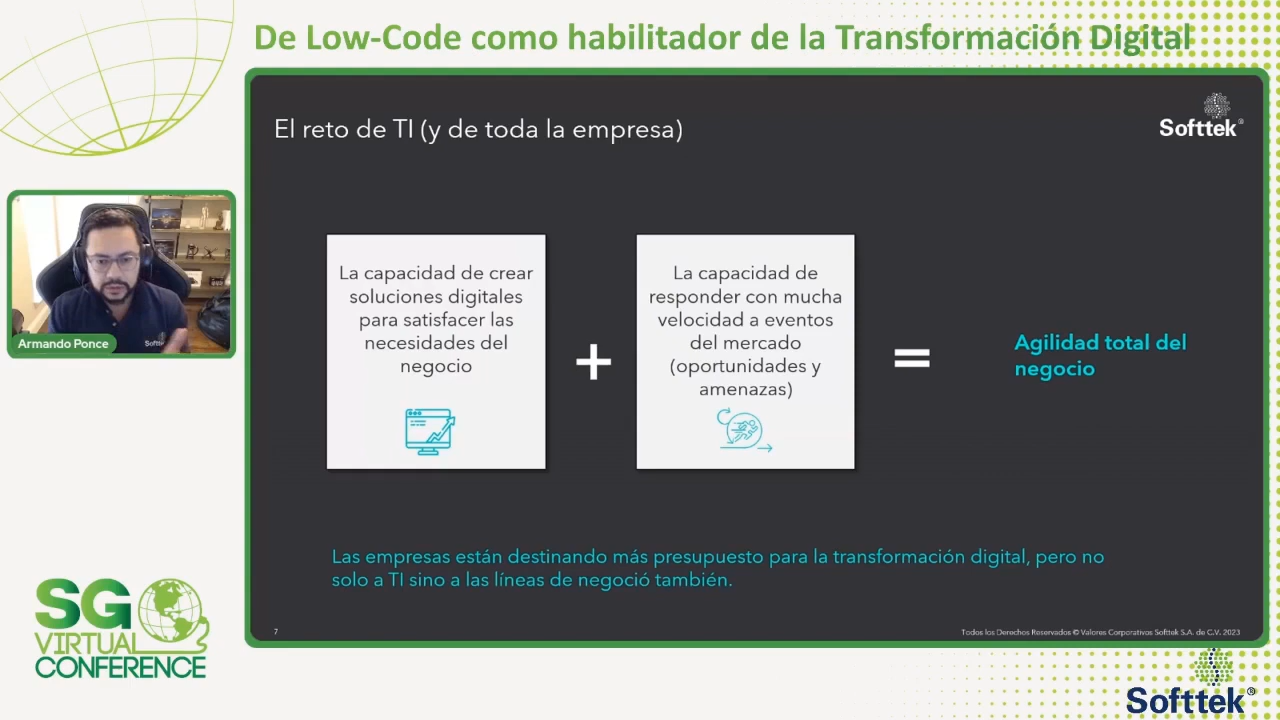 De Low-Code como habilitador de la Transformación Digital
El reto de TI (y de toda la empresa)
Softtek®
Armando Ponce
Softtek
La capacidad de crear
soluciones digitales
para satisfacer las
necesidades del
negocio
+
La capacidad de
responder con mucha
velocidad a eventos
del mercado
(oportunidades y
amenazas)
=
Agilidad total del
negocio
Las empresas están destinando más presupuesto para la transformación digital, pero no
solo a TI sino a las líneas de negoció también.
7
Todos los Derechos Reservados © Valores Corporativos Softtek S.A. de C.V. 2023
SG
VIRTUAL
CONFERENCE
Softtek®